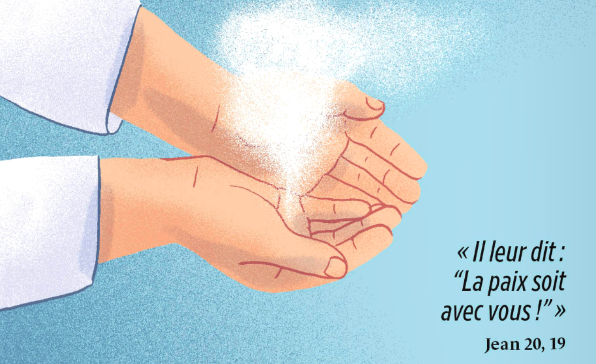 « Il leur dit :
“La paix soit
avec vous !” »
Jean 20, 19